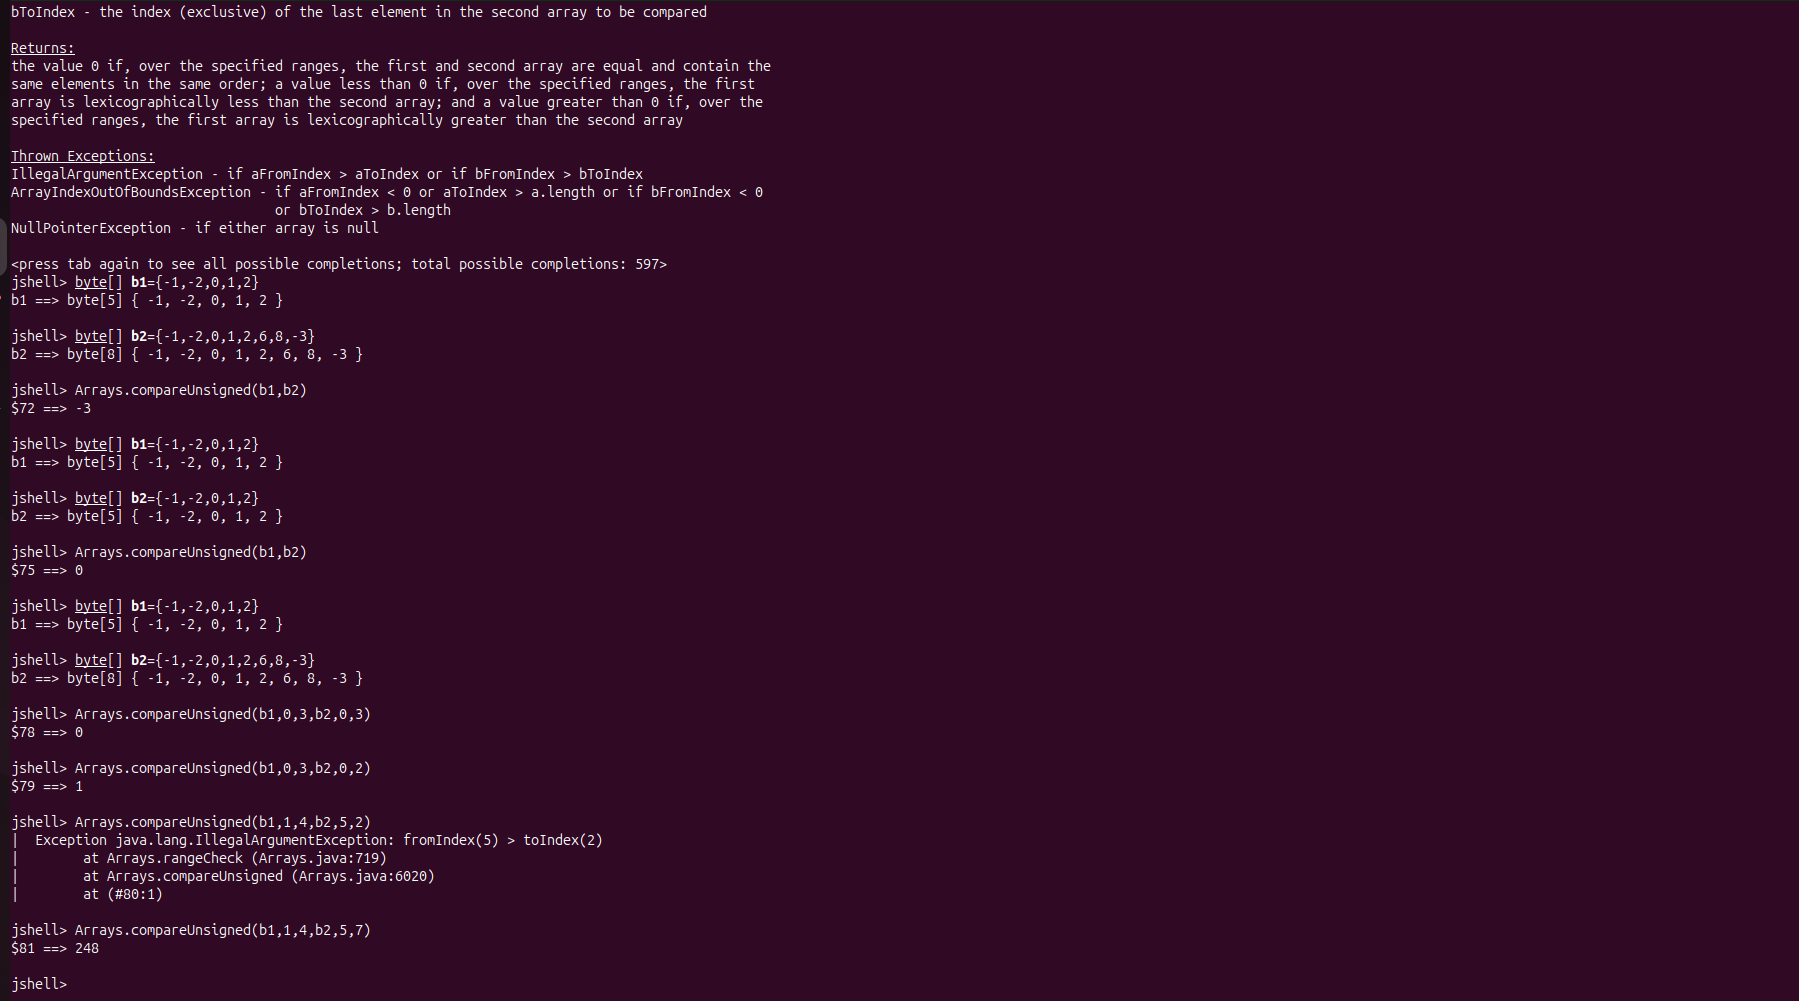 bToIndex - the index (exclusive) of the last element in the second array to be compared
Returns:
the value 0 if, over the specified ranges, the first and second array are equal and contain the
same elements in the same order; a value less than 0 if, over the specified ranges, the first
array is lexicographically less than the second array; and a value greater than 0 if, over the
specified ranges, the first array is lexicographically greater than the second array
Thrown Exceptions:
IllegalArgumentException - if aFromIndex > aToIndex or if bFromIndex > bToIndex
ArrayIndexOutOfBoundsException - if aFromIndex < 0 or aToIndex > a.length or if bFromIndex < 0
or bToIndex > b.length
NullPointerException - if either array is null
<press tab again to see all possible completions; total possible completions: 597>
jshell> byte[] b1={-1,-2,0,1,2}
b1 ==> byte[5] { -1, -2, 0, 1, 2 }
jshell> byte[] b2={-1,-2,0,1,2,6,8,-3}
b2 ==> byte[8] { -1, -2, 0, 1, 2, 6, 8, -3 }
jshell> Arrays.compareUnsigned(b1,b2)
$72 ==> -3
jshell> byte[] b1={-1,-2,0,1,2}
b1 ==> byte[5] { -1, -2, 0, 1, 2 }
jshell> byte[] b2={-1,-2,0,1,2}
b2 ==> byte[5] { -1, -2, 0, 1, 2 }
jshell> Arrays.compareUnsigned(b1,b2)
$75 ==> 0
jshell> byte[] b1={-1,-2,0,1,2}
b1 ==> byte[5] { -1, -2, 0, 1, 2 }
jshell> byte[] b2={-1,-2,0,1,2,6,8,-3}
b2 ==> byte[8] { -1, -2, 0, 1, 2, 6, 8, -3 }
jshell> Arrays.compareUnsigned(b1,0,3,b2,0,3)
$78 ==> 0
jshell> Arrays.compareUnsigned(b1,0,3,b2,0,2)
$79 ==> 1
jshell> Arrays.compareUnsigned(b1,1,4,b2,5,2)
|  Exception java.lang.IllegalArgumentException: fromIndex(5) > toIndex(2)
|        at Arrays.rangeCheck (Arrays.java:719)
|        at Arrays.compareUnsigned (Arrays.java:6020)
|        at (#80:1)
jshell> Arrays.compareUnsigned(b1,1,4,b2,5,7)
$81 ==> 248
jshell>